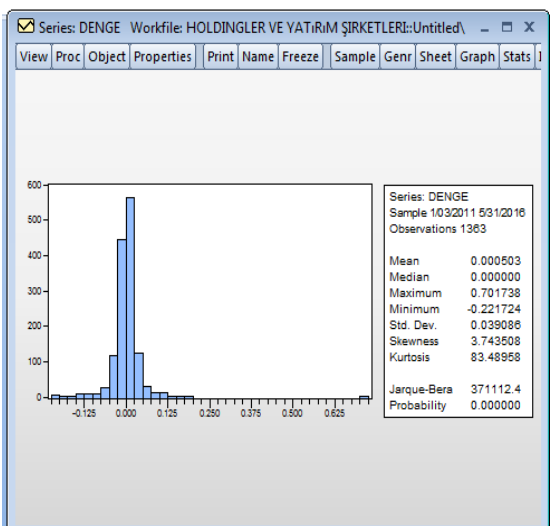 Series: DENGE Workfile: HOLDINGLER VE YATıRıM ŞIRKETLERI::Untitled\
View Proc Object Properties Print Name Freeze Sample Genr Sheet Graph Stats I
600
500
400
300
200
100
0
-0.125 0.000 0.125 0.250 0.375 0.500 0.625
Series: DENGE
Sample 1/03/2011 5/31/2016
Observations 1363
Mean 0.000503
Median 0.000000
Maximum 0.701738
Minimum -0.221724
Std. Dev. 0.039086
Skewness 3.743508
Kurtosis 83.48958
Jarque-Bera 371112.4
Probability 0.000000